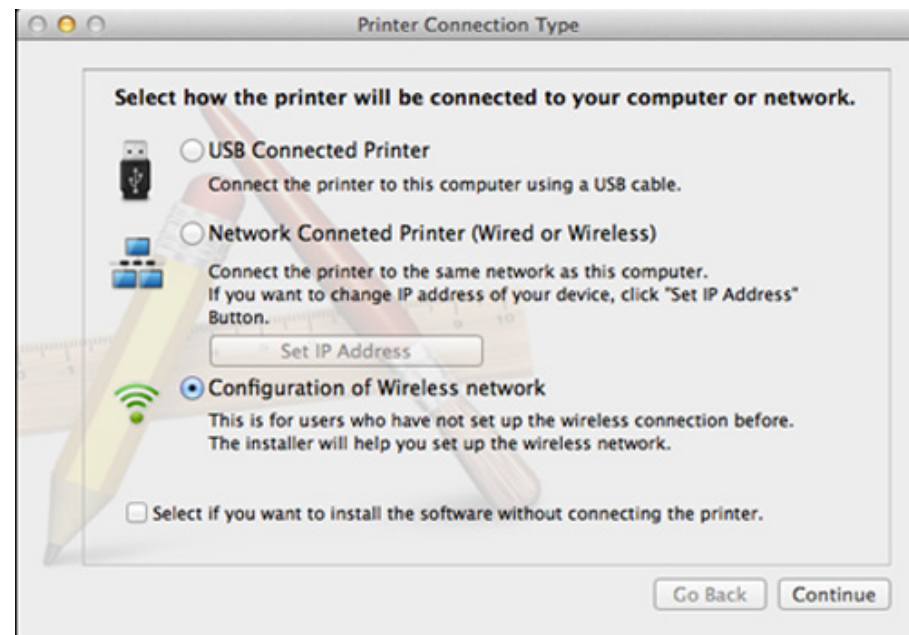 Printer Connection Type
Select how the printer will be connected to your computer or network.
USB Connected Printer
Connect the printer to this computer using a USB cable.
Network Conneted Printer (Wired or Wireless)
Connect the printer to the same network as this computer.
If you want to change IP address of your device, click "Set IP Address"
Button.
Set IP Address
Configuration of Wireless network
This is for users who have not set up the wireless connection before.
The installer will help you set up the wireless network.
Select if you want to install the software without connecting the printer.
Go Back Continue